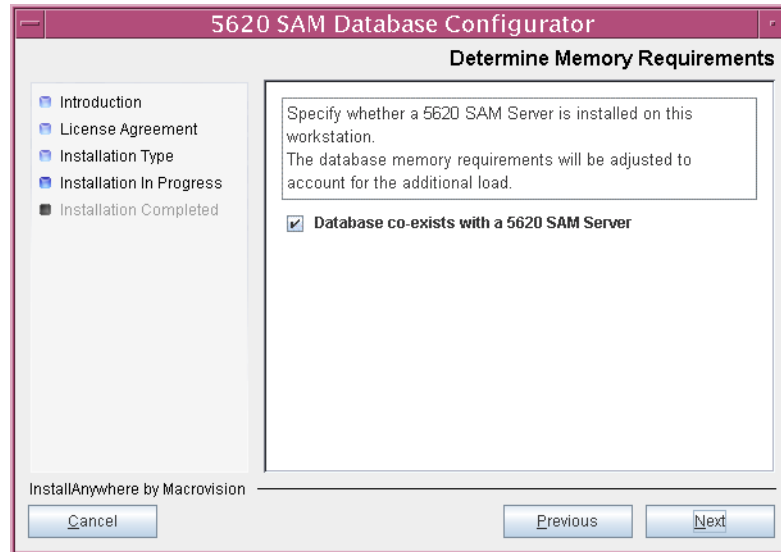 5620 SAM Database Configurator
Determine Memory Requirements
Introduction
License Agreement
Installation Type
Installation In Progress
Installation Completed
Specify whether a 5620 SAM Server is installed on this
workstation.
The database memory requirements will be adjusted to
account for the additional load.
Database co-exists with a 5620 SAM Server
InstallAnywhere by Macrovision
Cancel
Previous
Next